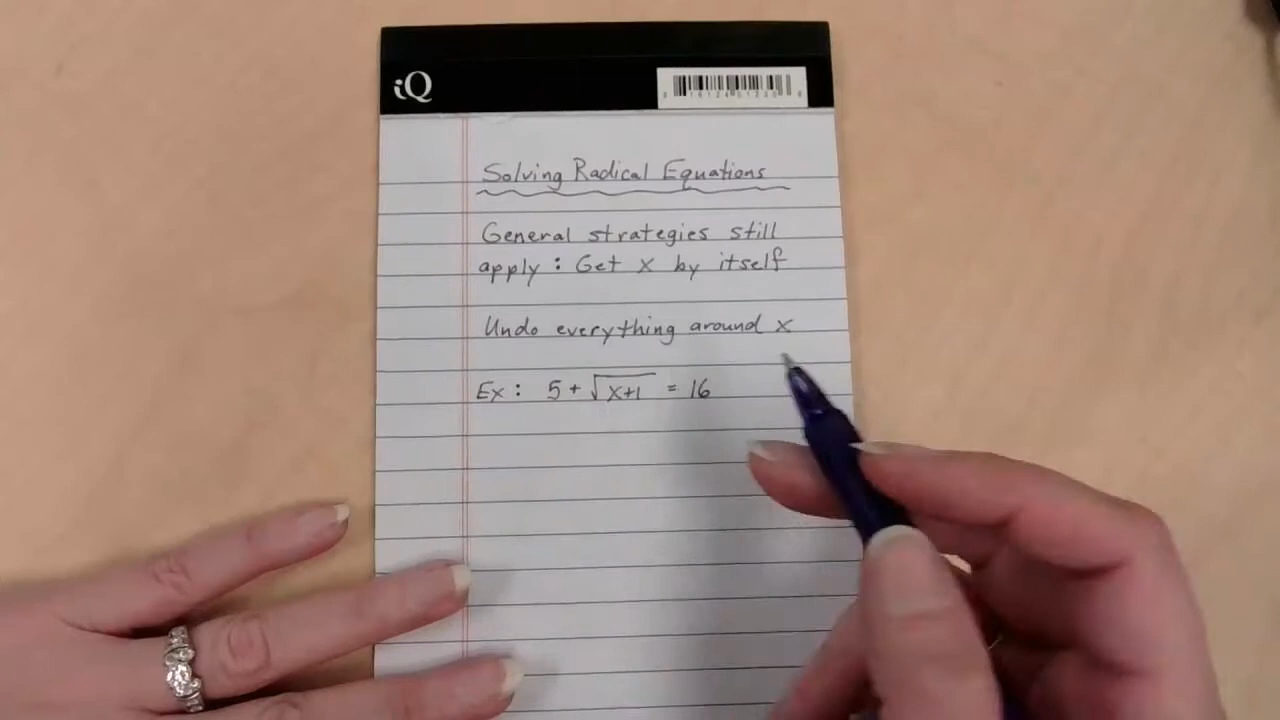 iQ
Solving Radical Equations
General strategies still
apply : Get x by itself
Undo everything around x
Ex : 5 + √x+1 = 16